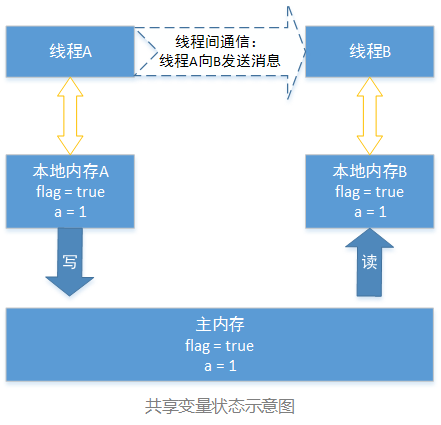 线程A
线程间通信：
线程A向B发送消息
线程B
本地内存A
flag = true
a = 1
本地内存B
flag = true
a = 1
写
读
主内存
flag = true
a = 1
共享变量状态示意图